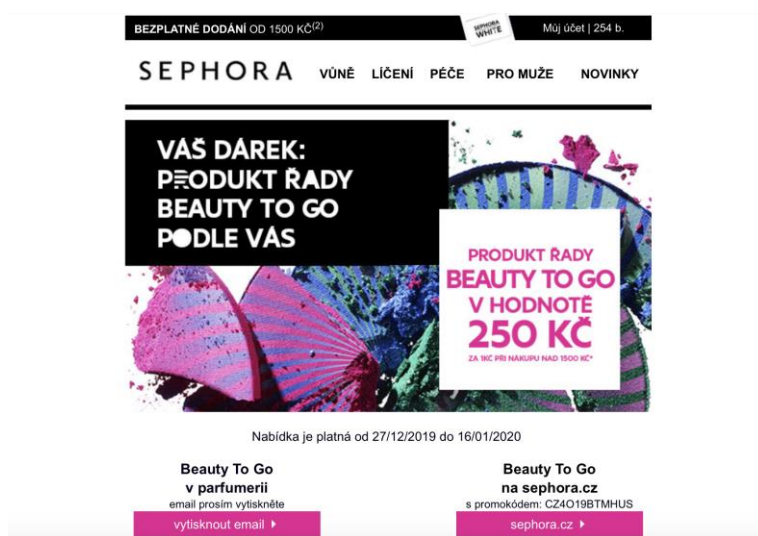 BEZPLATNÉ DODÁNÍ OD 1500 KČ(2)
SEPHORA
WHITE
Můj účet | 254 b.
SEPHORA VŮNĚ LÍČENÍ PÉČE PRO MUŽE NOVINKY
VÁŠ DÁREK:
PRODUKT ŘADY
BEAUTY TO GO
PODLE VÁS
PRODUKT ŘADY
BEAUTY TO GO
V HODNOTĚ
250 KČ
ZA 1KČ PŘI NÁKUPU NAD 1500 KČ*
Nabídka je platná od 27/12/2019 do 16/01/2020
Beauty To Go
v parfumerii
email prosím vytiskněte
vytisknout email
Beauty To Go
na sephora.cz
s promokódem: CZ4O19BTMHUS
sephora.cz